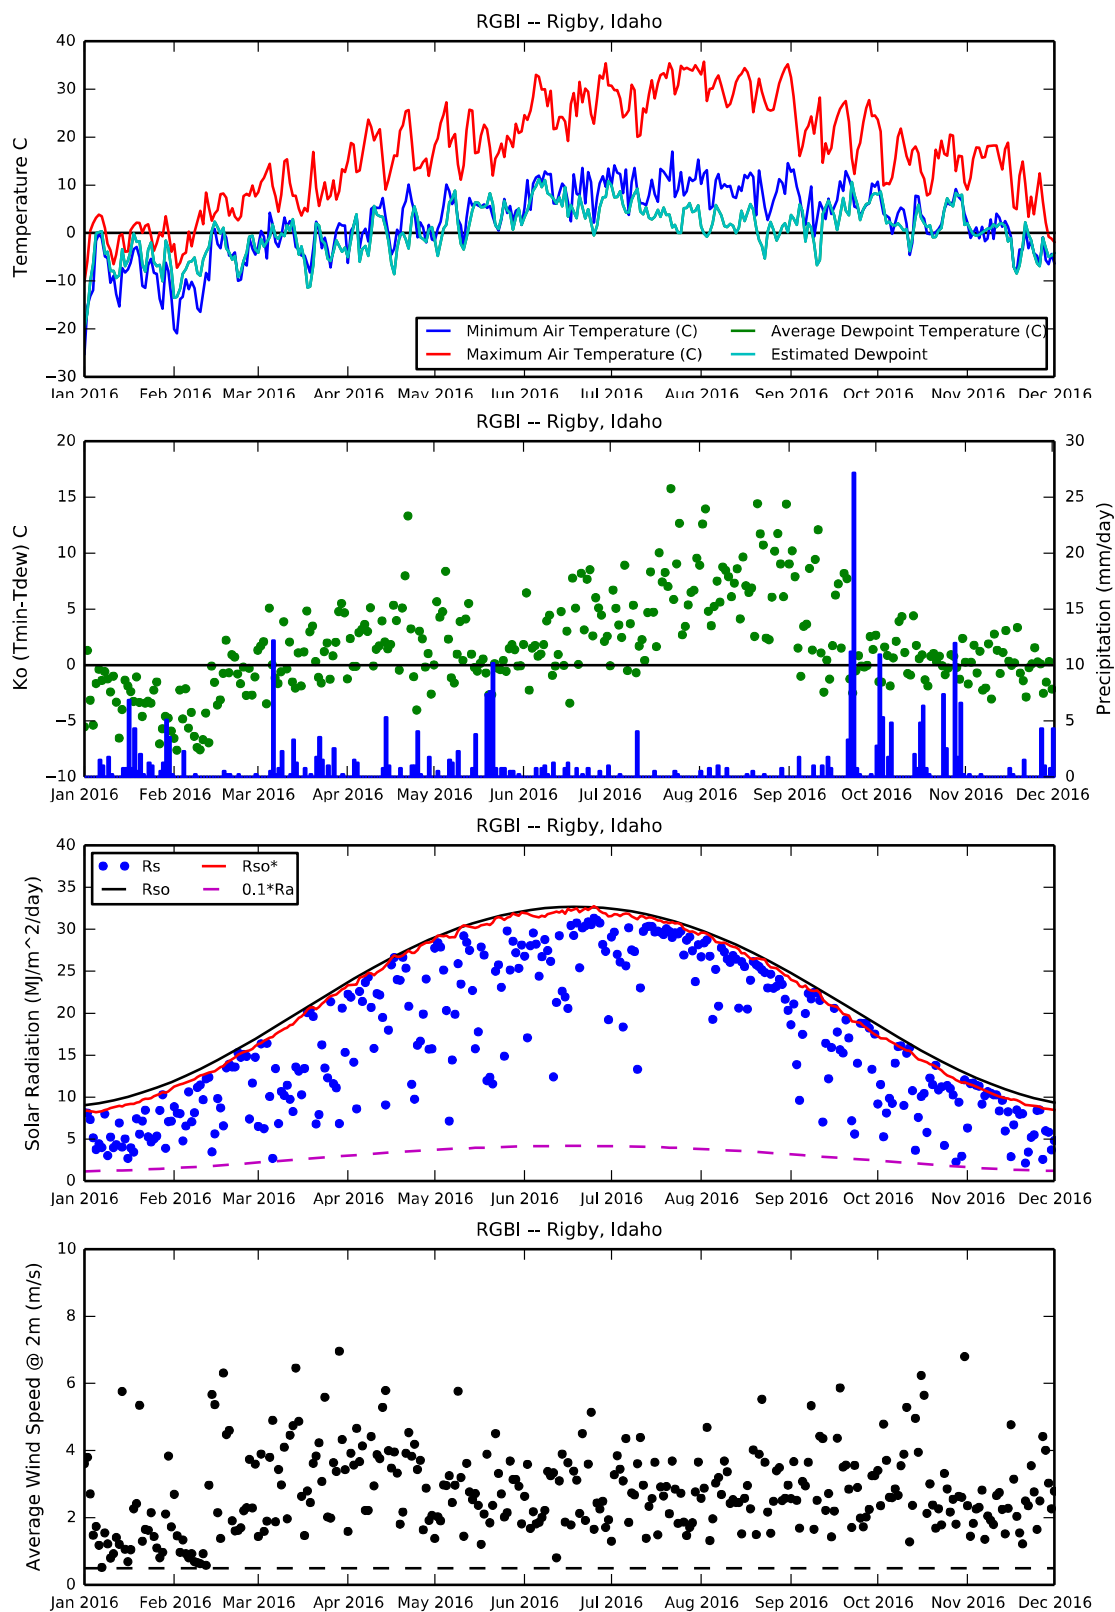 RGBI -- Rigby, Idaho
40
30
20
10
0
−10
−20
−30
Temperature C
Minimum Air Temperature (C)
Maximum Air Temperature (C)
Average Dewpoint Temperature (C)
Estimated Dewpoint
Jan 2016 Feb 2016 Mar 2016 Apr 2016 May 2016 Jun 2016 Jul 2016 Aug 2016 Sep 2016 Oct 2016 Nov 2016 Dec 2016
RGBI -- Rigby, Idaho
20
15
10
5
0
−5
−10
Ko (Tmin-Tdew) C
30
25
20
15
10
5
0
Precipitation (mm/day)
Jan 2016 Feb 2016 Mar 2016 Apr 2016 May 2016 Jun 2016 Jul 2016 Aug 2016 Sep 2016 Oct 2016 Nov 2016 Dec 2016
RGBI -- Rigby, Idaho
40
35
30
25
20
15
10
5
0
Solar Radiation (MJ/m^2/day)
Rs
Rso
Rso*
0.1*Ra
Jan 2016 Feb 2016 Mar 2016 Apr 2016 May 2016 Jun 2016 Jul 2016 Aug 2016 Sep 2016 Oct 2016 Nov 2016 Dec 2016
RGBI -- Rigby, Idaho
10
8
6
4
2
0
Average Wind Speed @ 2m (m/s)
Jan 2016 Feb 2016 Mar 2016 Apr 2016 May 2016 Jun 2016 Jul 2016 Aug 2016 Sep 2016 Oct 2016 Nov 2016 Dec 2016